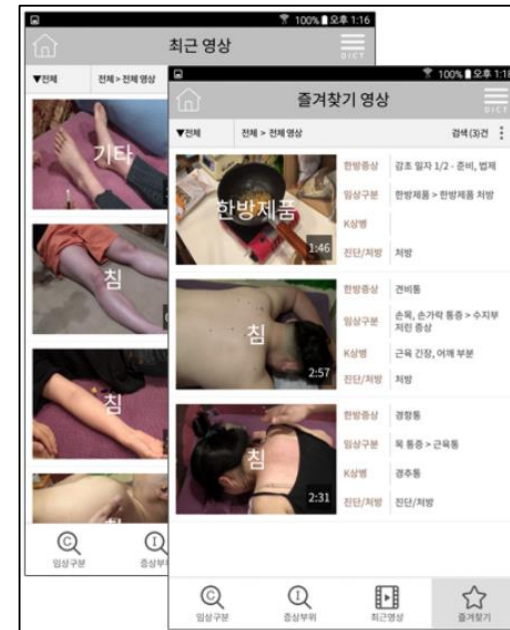 100% 오후 1:16
최근 영상
DICT
▼전체 전체>전체 영상
기타
침
침
침
임상구분
100% 오후 1:18
즐겨찾기 영상
DICT
▼전체 전체 > 전체 영상 검색 (3)건
한방제품
1:46
한방증상 감초 일자 1/2 - 준비, 법제
임상구분 한방제품 > 한방제품 처방
K상병
진단/처방 처방
침
2:57
한방증상 견비통
임상구분 손목, 손가락 통증 > 수지부
저린 증상
K상병 근육 긴장, 어깨 부분
진단/처방 처방
침
2:31
한방증상 경항통
임상구분 목 통증 > 근육통
K상병 경추통
진단/처방 진단/처방
임상구분 증상부위 최근영상 즐겨찾기